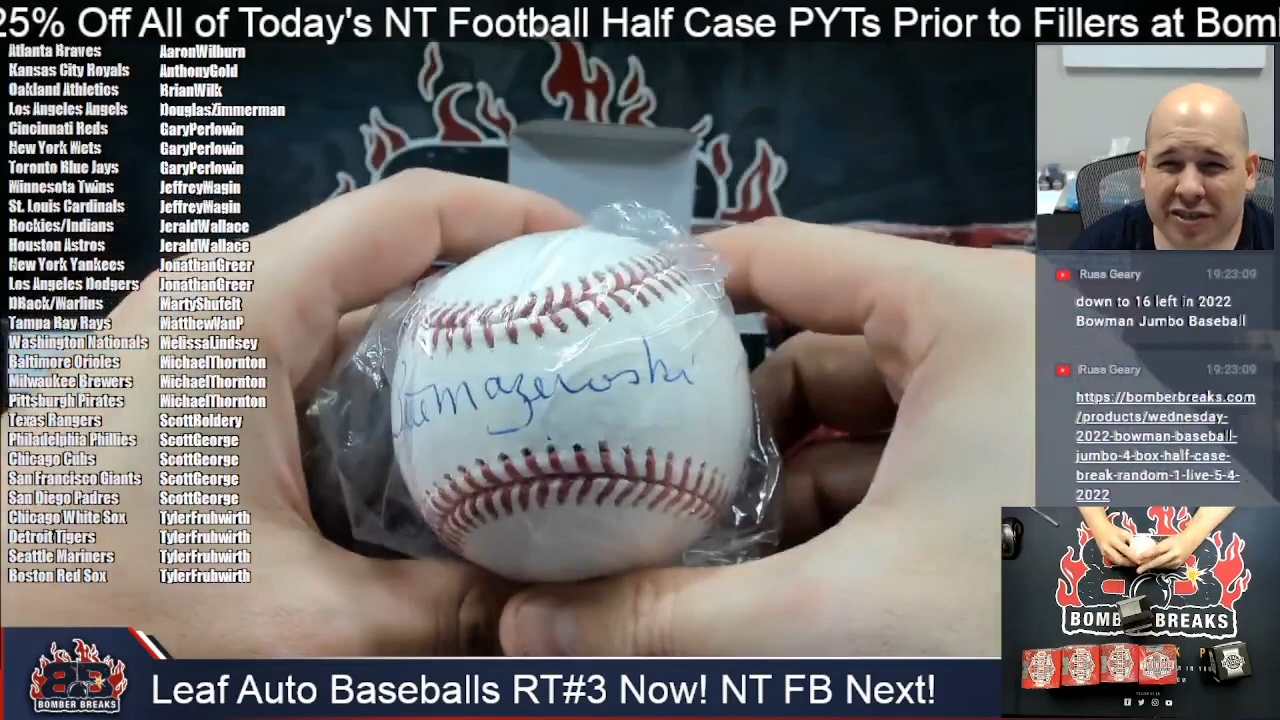 25% Off All of Today's NT Football Half Case PYTs Prior to Fillers at Bomb
Atlanta Braves AaronWilburn
Kansas City Royals AnthonyGold
Oakland Athletics BrianWilk
Los Angeles Angels DouglasZimmerman
Cincinnati Reds GaryPerlowin
New York Mets GaryPerlowin
Toronto Blue Jays GaryPerlowin
Minnesota Twins JeffreyWagin
St. Louis Cardinals JeffreyWagin
Rockies/Indians JeraldWallace
Houston Astros JeraldWallace
New York Yankees JonathanGreer
Los Angeles Dodgers JonathanGreer
DBack/Marlins MartyShufelt
Tampa Bay Rays MatthewVanP
Washington Nationals MelissaLindsey
Baltimore Orioles MichaelThornton
Milwaukee Brewers MichaelThornton
Pittsburgh Pirates MichaelThornton
Texas Rangers ScottBoldery
Philadelphia Phillies ScottGeorge
Chicago Cubs ScottGeorge
San Francisco Giants ScottGeorge
San Diego Padres ScottGeorge
Chicago White Sox TylerFruhwirth
Detroit Tigers TylerFruhwirth
Seattle Mariners TylerFruhwirth
Boston Red Sox TylerFruhwirth
Mazeroski
Russ Geary 19:23:09
down to 16 left in 2022
Bowman Jumbo Baseball
Russ Geary 19:23:09
https://bomberbreaks.com
/products/wednesday-
2022-bowman-baseball-
jumbo-4-box-half-case-
break-random-1-live-5-4-
2022
BOMB BREAKS
BOMBER BREAKS
Leaf Auto Baseballs RT#3 Now! NT FB Next!